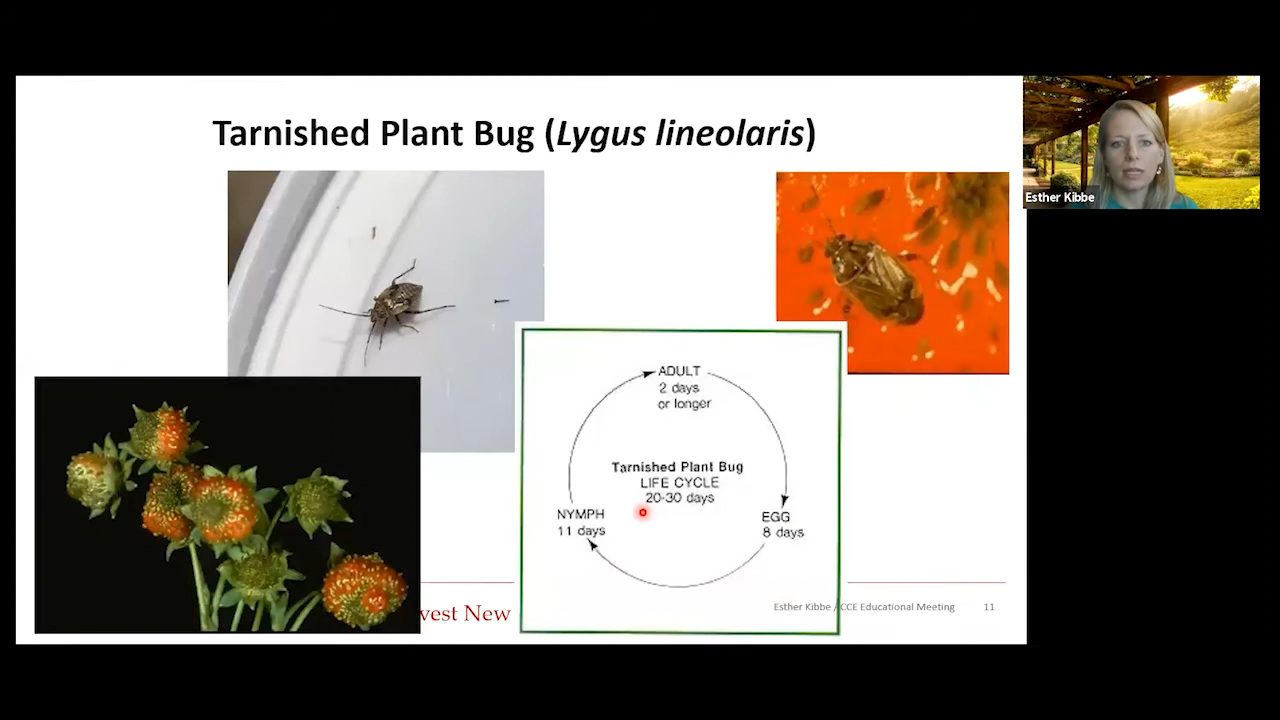 Tarnished Plant Bug (Lygus lineolaris)
Esther Kibbe
ADULT
2 days
or longer
Tarnished Plant Bug
LIFE CYCLE
20-30 days
NYMPH
11 days
EGG
8 days
vest New
Esther Kibbe / CCE Educational Meeting
11